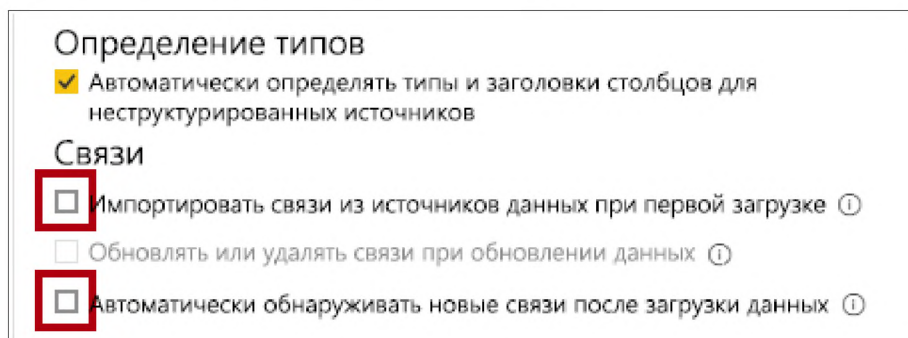 Определение типов
Автоматически определять типы и заголовки столбцов для
неструктурированных источников
Связи
Импортировать связи из источников данных при первой загрузке
Обновлять или удалять связи при обновлении данных
Автоматически обнаруживать новые связи после загрузки данных